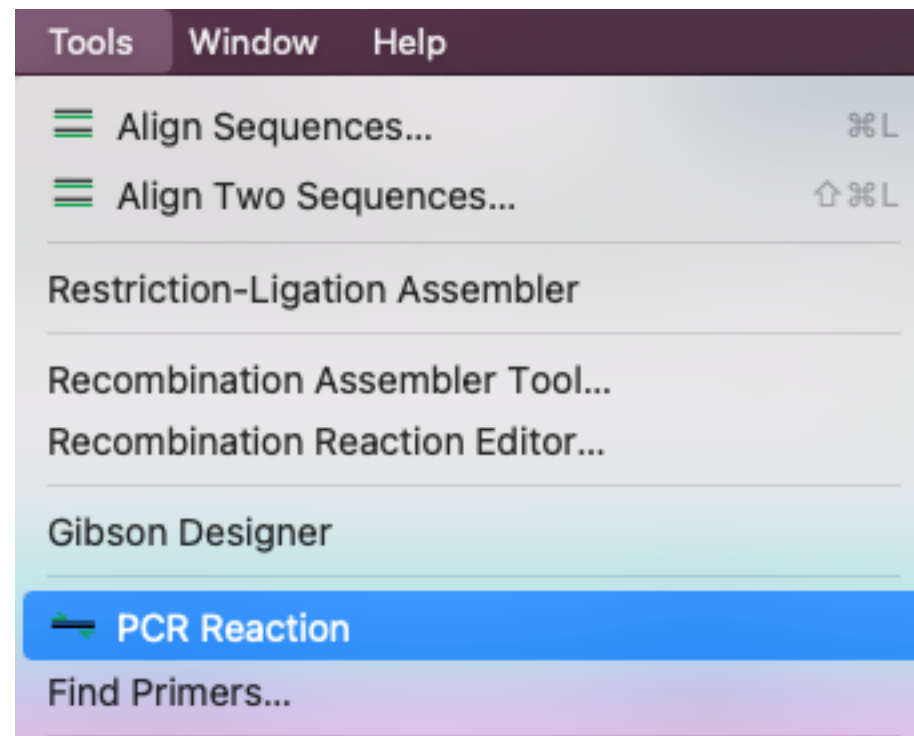 Tools Window Help
Align Sequences... ⌘L
Align Two Sequences... ⇧⌘L
Restriction-Ligation Assembler
Recombination Assembler Tool...
Recombination Reaction Editor...
Gibson Designer
PCR Reaction
Find Primers...